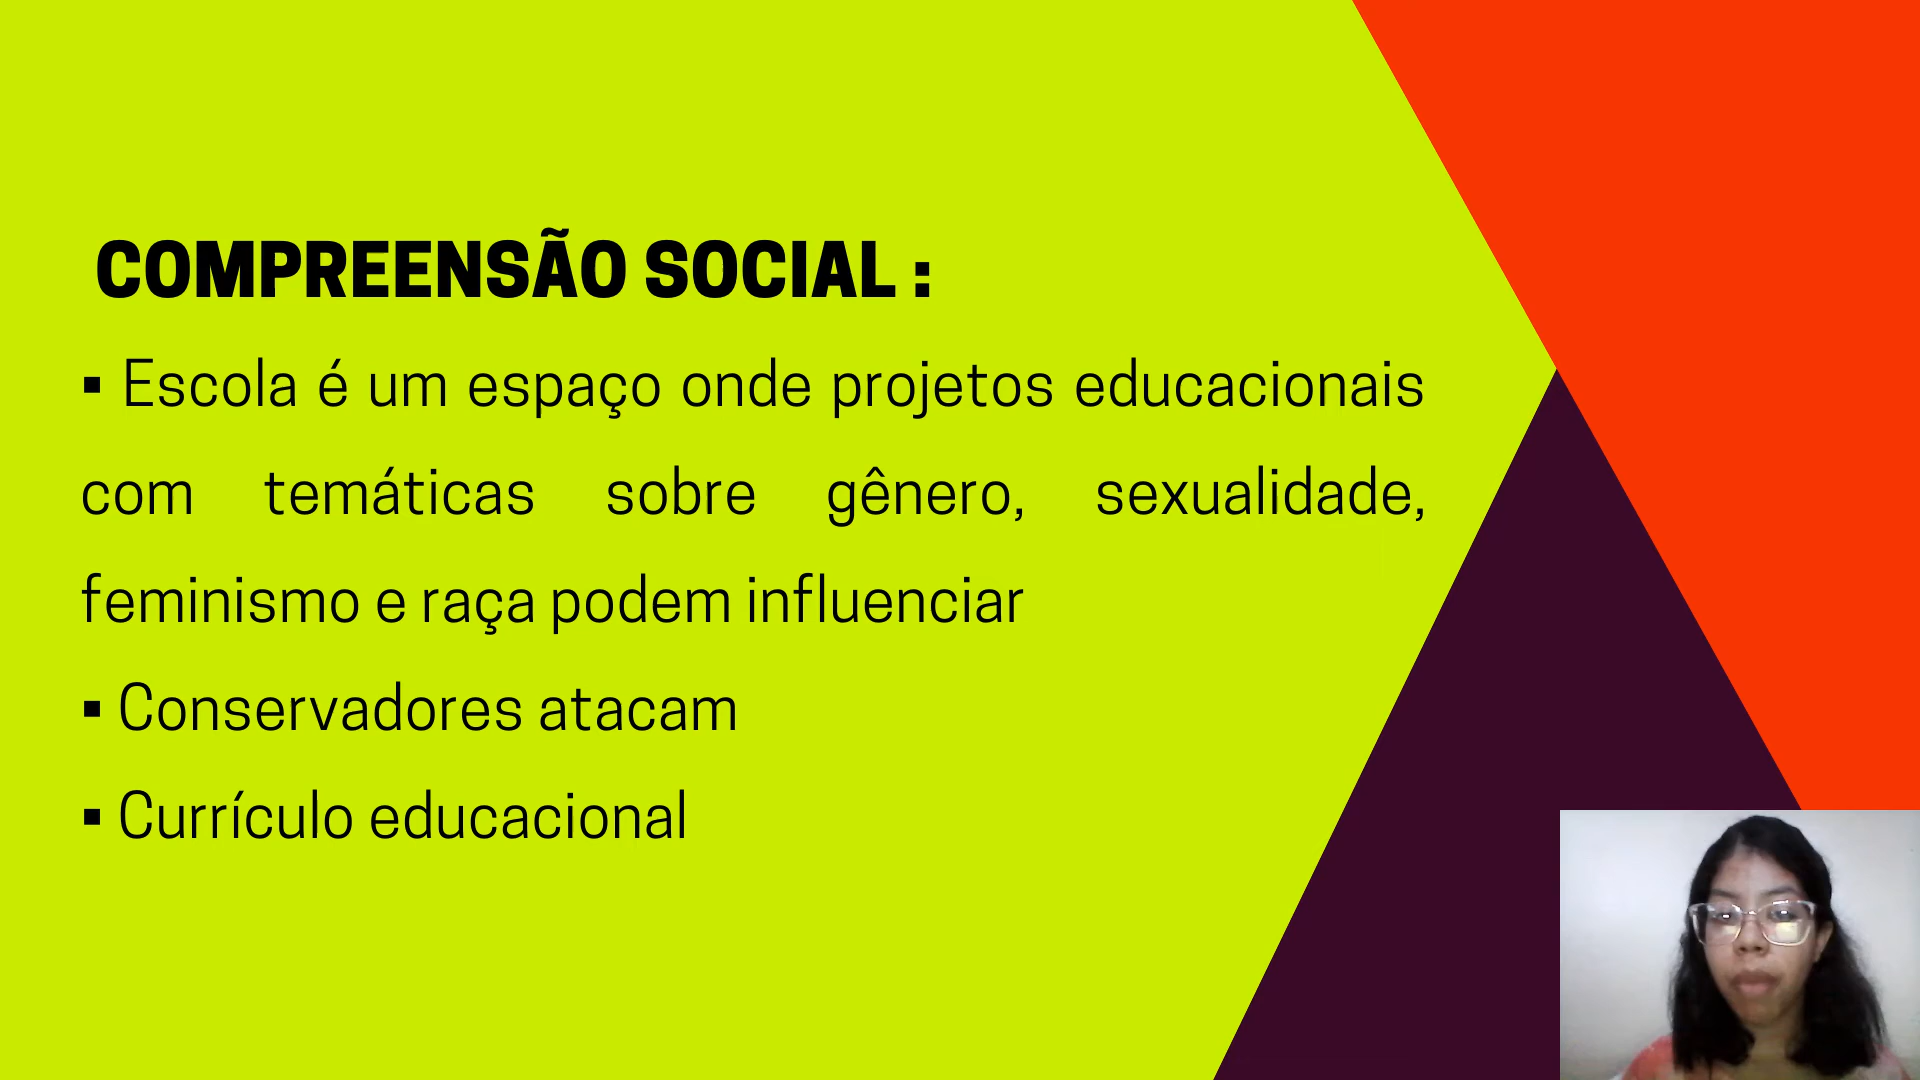 COMPREENSÃO SOCIAL :
▪ Escola é um espaço onde projetos educacionais
com temáticas sobre gênero, sexualidade,
feminismo e raça podem influenciar
▪ Conservadores atacam
▪ Currículo educacional